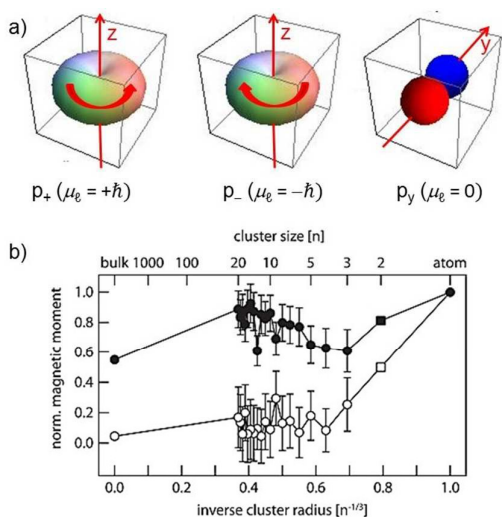 a)
z
z
y
p₊ (μℓ = +ħ)
p₋ (μℓ = −ħ)
pᵧ (μℓ = 0)
b)
cluster size [n]
bulk 1000 100 20 10 5 3 2 atom
norm. magnetic moment
1.0
0.8
0.6
0.4
0.2
0.0
0.0 0.2 0.4 0.6 0.8 1.0
inverse cluster radius [n⁻¹/³]